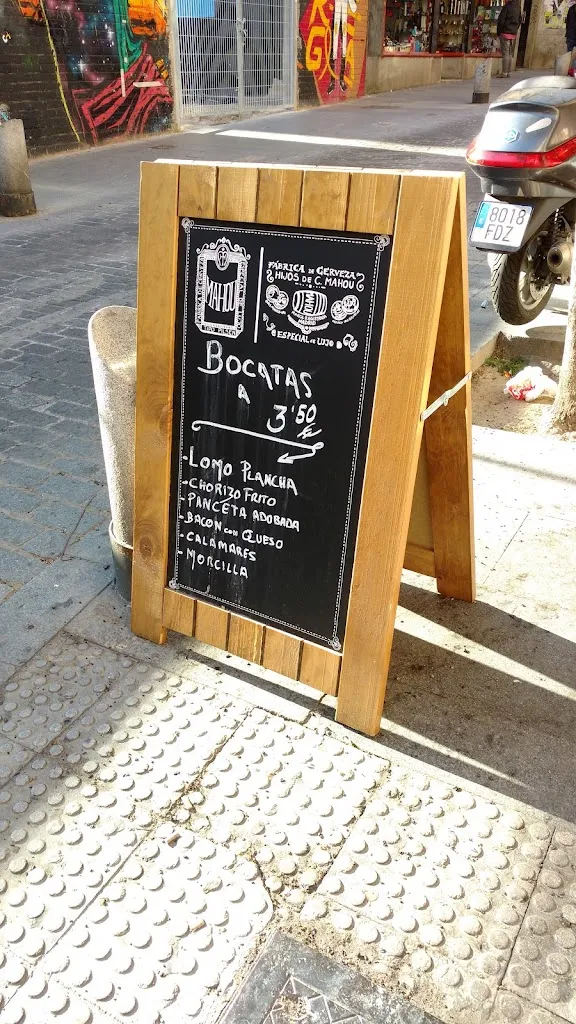 MAHOU
FÁBRICA DE CERVEZA
HIJOS DE C. MAHOU
ESPECIAL DE LUJO
BOCATAS
A
3'50
- LOMO PLANCHA
- CHORIZO FRITO
- PANCETA ADOBADA
- BACON con QUESO
- CALAMARES
- MORCILLA
8018
FDZ